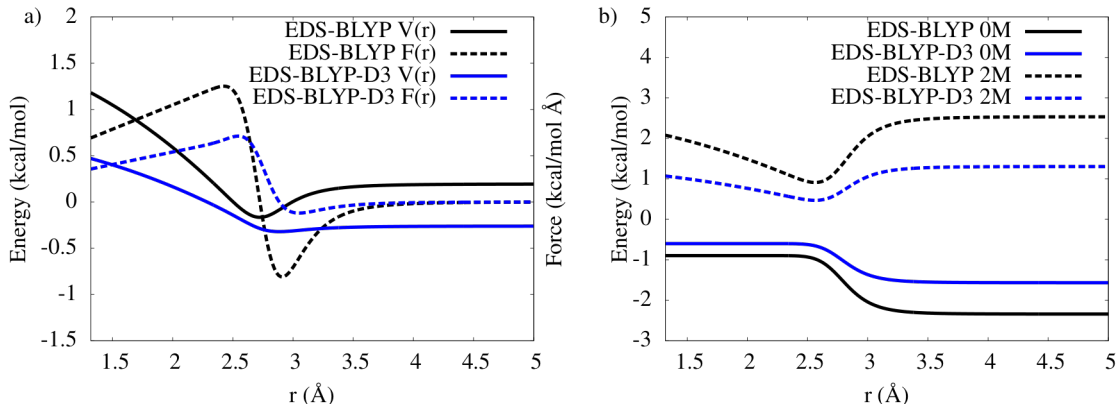 a)
EDS-BLYP V(r)
EDS-BLYP F(r)
EDS-BLYP-D3 V(r)
EDS-BLYP-D3 F(r)
2
1.5
1
0.5
0
-0.5
-1
-1.5
Energy (kcal/mol)
Force (kcal/mol Å)
1.5 2 2.5 3 3.5 4 4.5 5
r (Å)
b)
EDS-BLYP 0M
EDS-BLYP-D3 0M
EDS-BLYP 2M
EDS-BLYP-D3 2M
5
4
3
2
1
0
-1
-2
-3
Energy (kcal/mol)
1.5 2 2.5 3 3.5 4 4.5 5
r (Å)